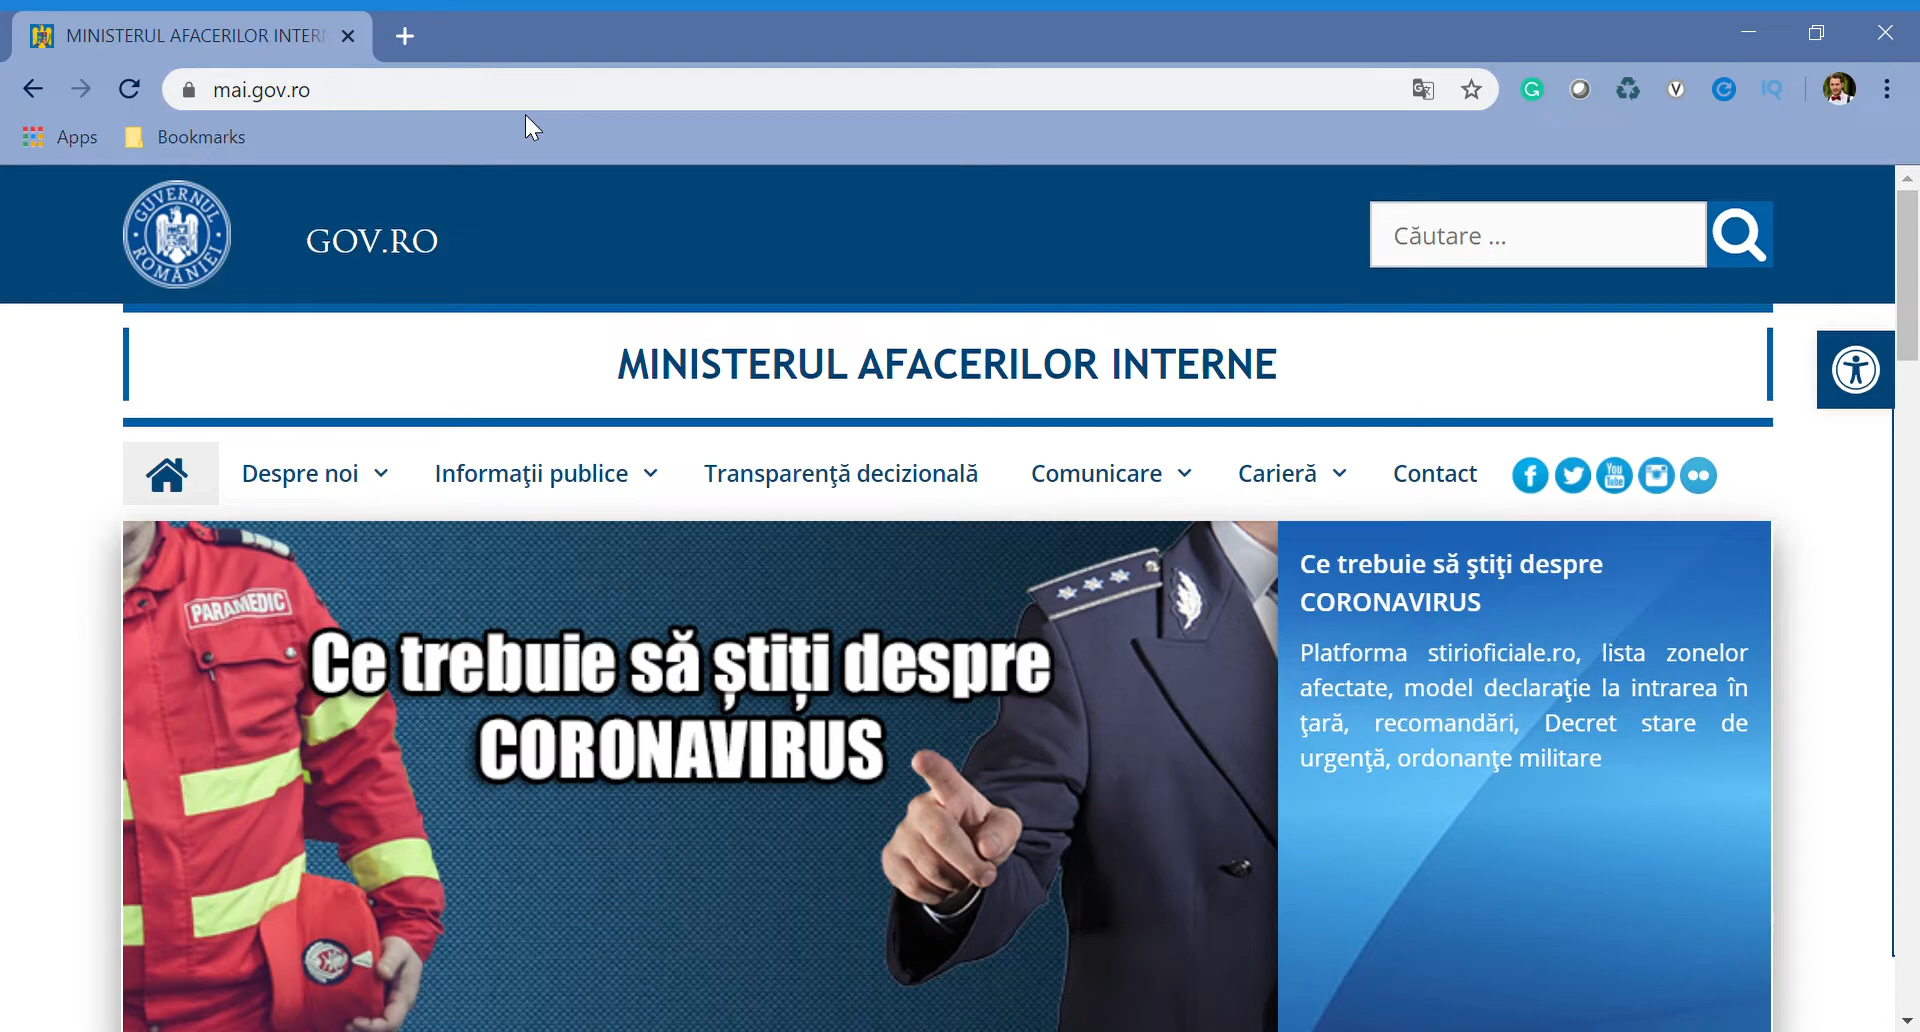 MINISTERUL AFACERILOR INTERN
mai.gov.ro
Apps
Bookmarks
GUVERNUL ROMÂNIEI
GOV.RO
Căutare ...
MINISTERUL AFACERILOR INTERNE
Despre noi
Informaţii publice
Transparenţă decizională
Comunicare
Carieră
Contact
You
Tube
PARAMEDIC
Ce trebuie să știți despre
CORONAVIRUS
Ce trebuie să ştiţi despre
CORONAVIRUS
Platforma stirioficiale.ro, lista zonelor
afectate, model declaraţie la intrarea în
ţară, recomandări, Decret stare de
urgenţă, ordonanţe militare